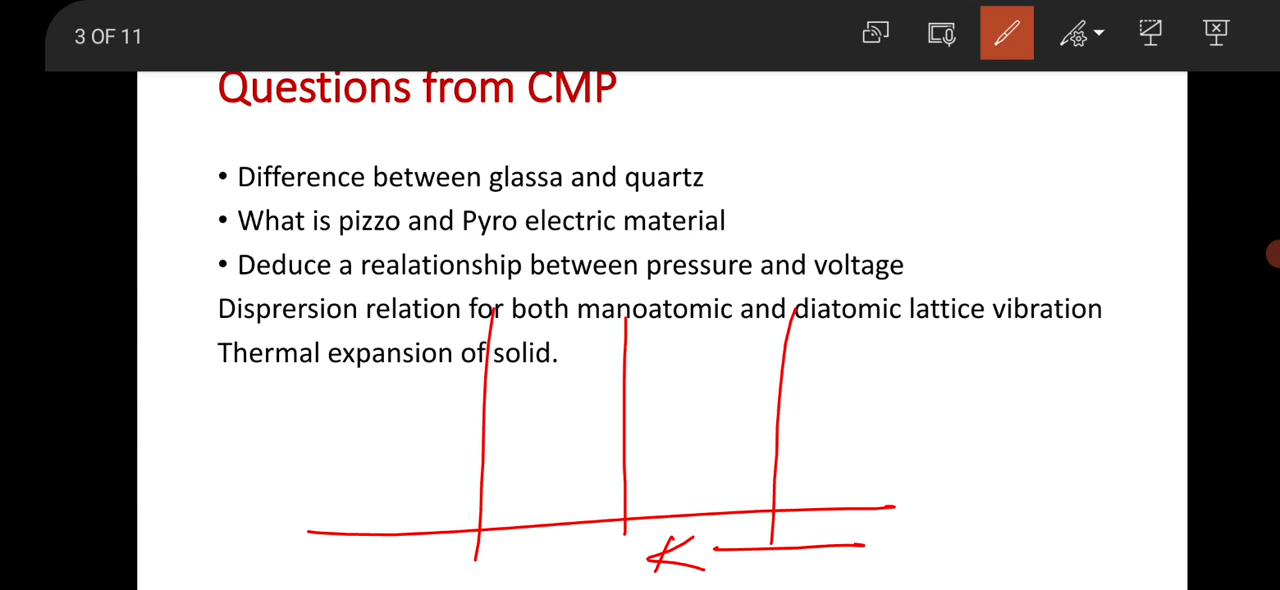 3 OF 11
Questions from CMP
• Difference between glassa and quartz
• What is pizzo and Pyro electric material
• Deduce a realationship between pressure and voltage
Disprersion relation for both manoatomic and diatomic lattice vibration
Thermal expansion of solid.
K